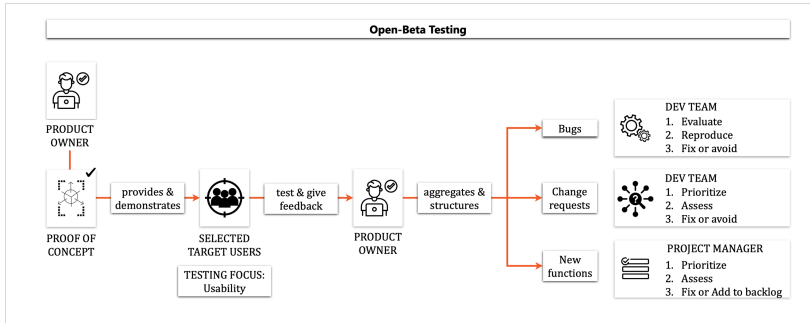 Open-Beta Testing
PRODUCT
OWNER
PROOF OF
CONCEPT
provides &
demonstrates
SELECTED
TARGET USERS
TESTING FOCUS:
Usability
test & give
feedback
PRODUCT
OWNER
aggregates &
structures
Bugs
DEV TEAM
1. Evaluate
2. Reproduce
3. Fix or avoid
Change
requests
DEV TEAM
1. Prioritize
2. Assess
3. Fix or avoid
New
functions
PROJECT MANAGER
1. Prioritize
2. Assess
3. Fix or Add to backlog